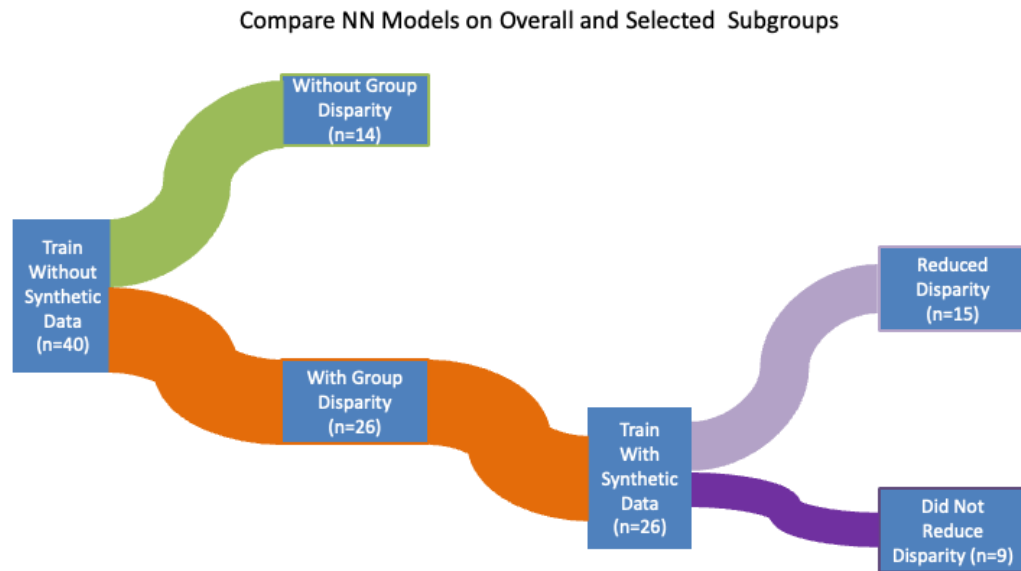 Compare NN Models on Overall and Selected Subgroups
Without Group
Disparity
(n=14)
Train
Without
Synthetic
Data
(n=40)
With Group
Disparity
(n=26)
Train
With
Synthetic
Data
(n=26)
Reduced
Disparity
(n=15)
Did Not
Reduce
Disparity (n=9)